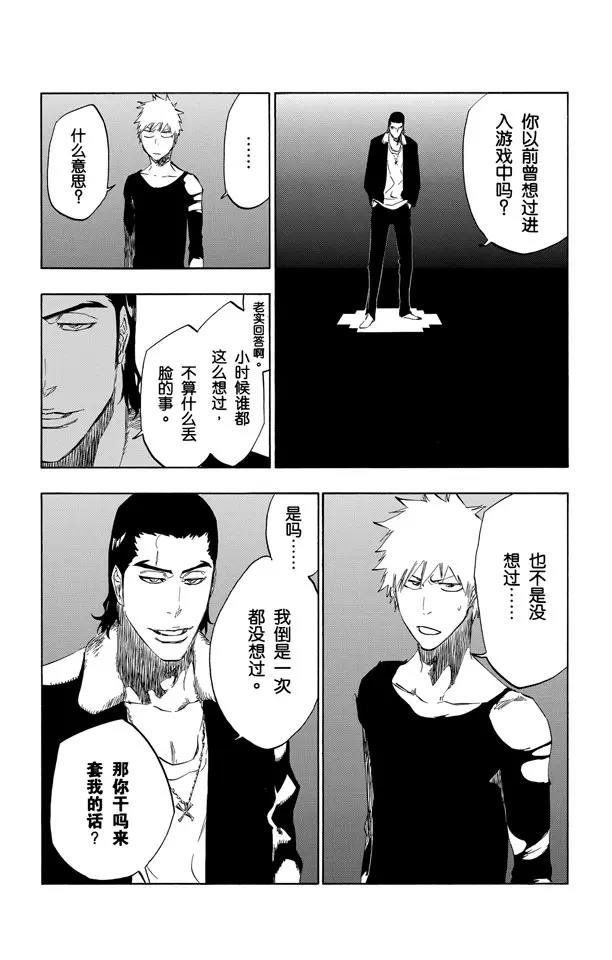 你以前曾想过进
入游戏中吗？
……
什么意思？
老实回答啊。
小时候谁都
这么想过，
不算什么丢
脸的事。
也不是没
想过……
是吗……
我倒是一次
都没想过。
那你干吗来
套我的话？